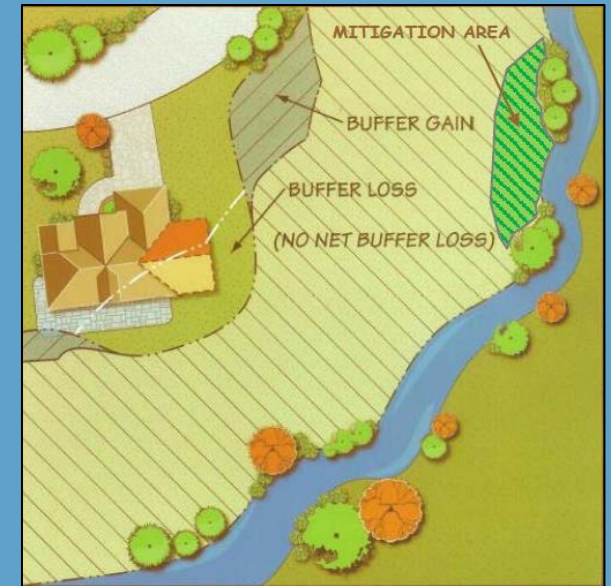 MITIGATION AREA
BUFFER GAIN
BUFFER LOSS
(NO NET BUFFER LOSS)